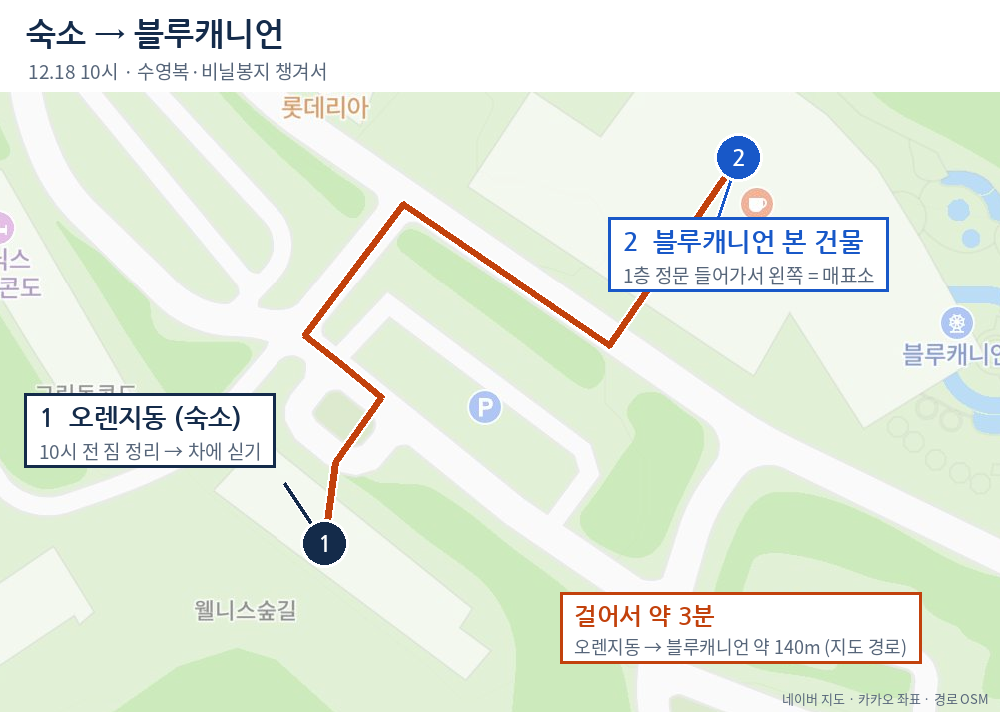 숙소 → 블루캐니언
12.18 10시 · 수영복·비닐봉지 챙겨서
롯데리아
2
2 블루캐니언 본 건물
1층 정문 들어가서 왼쪽 = 매표소
닉스
콘도
블루캐니언
P
1 오렌지동 (숙소)
10시 전 짐 정리 → 차에 싣기
1
걸어서 약 3분
오렌지동 → 블루캐니언 약 140m (지도 경로)
웰니스숲길
네이버 지도 · 카카오 좌표 · 경로 OSM